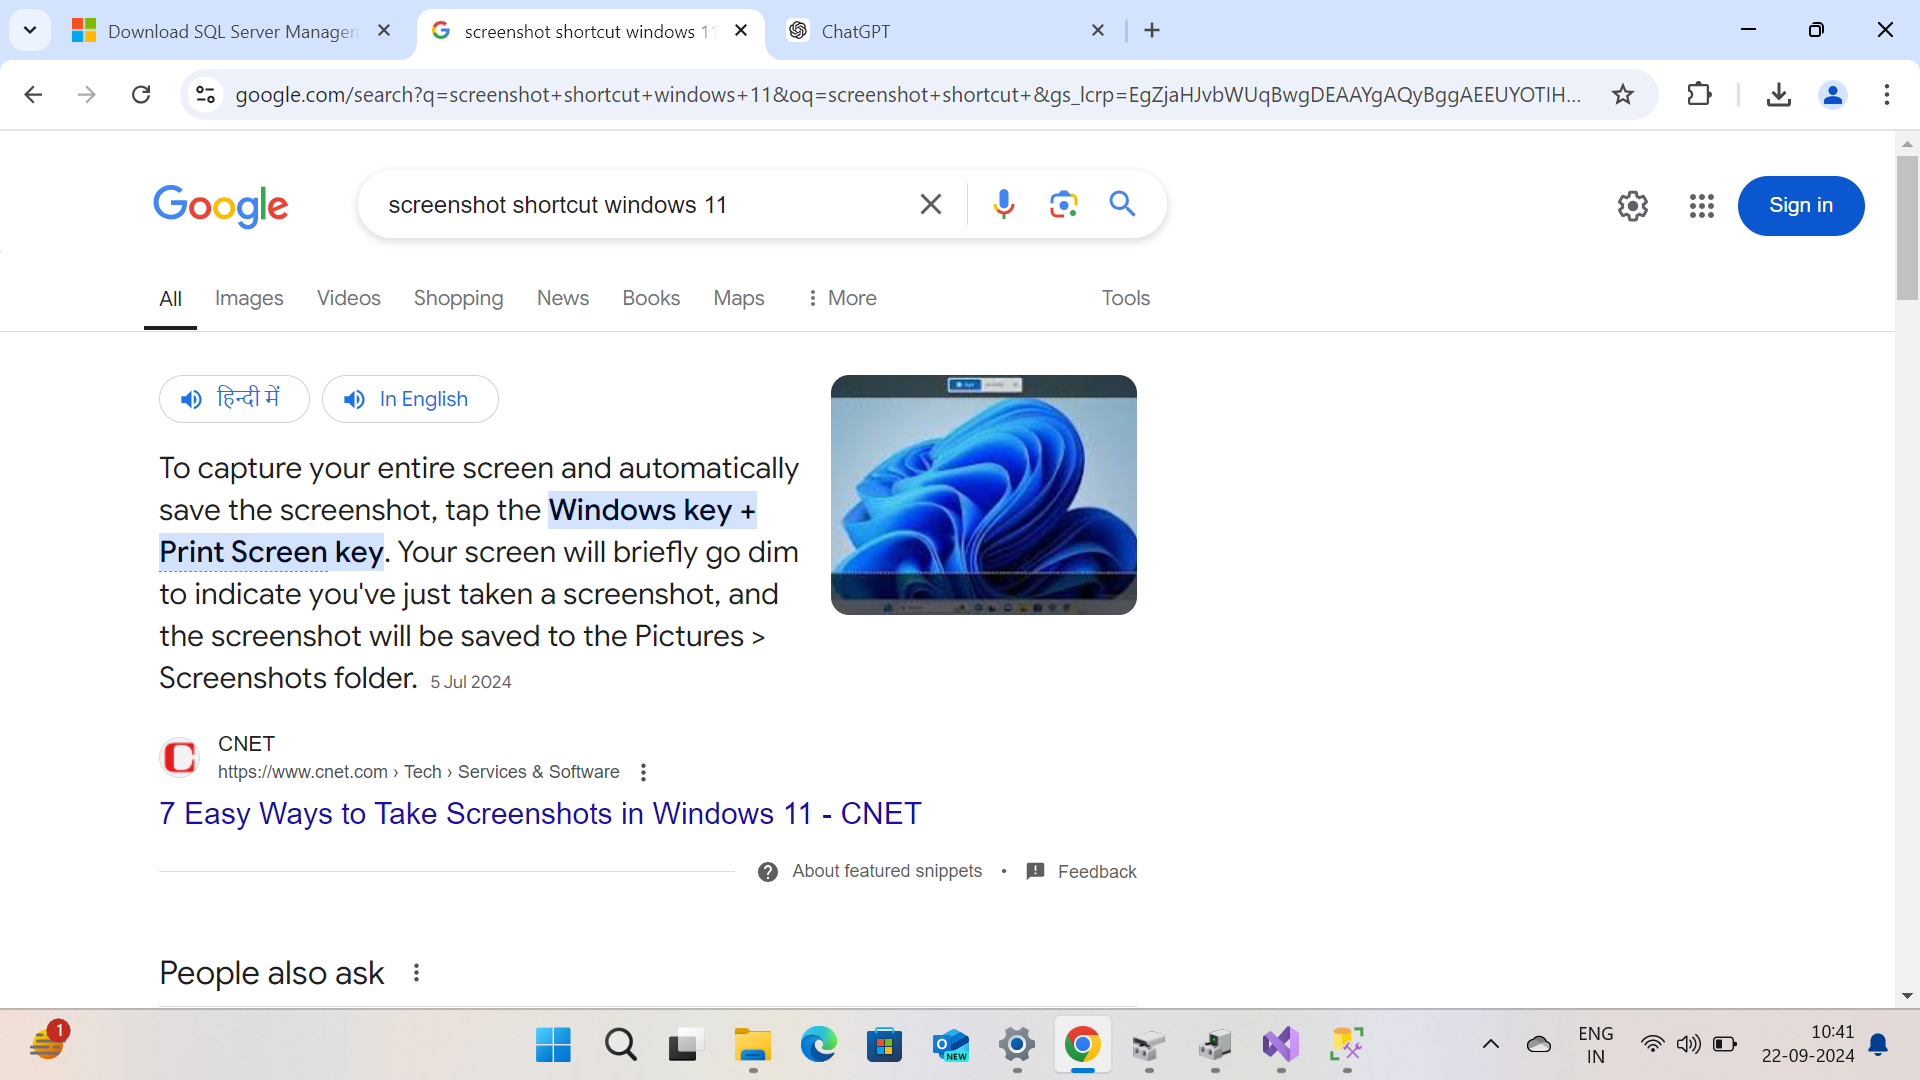 Download SQL Server Managem
screenshot shortcut windows 11
ChatGPT
google.com/search?q=screenshot+shortcut+windows+11&oq=screenshot+shortcut+&gs_lcrp=EgZjaHJvbWUqBwgDEAAYgAQyBggAEEUYOTIH...
Google
screenshot shortcut windows 11
Sign in
All Images Videos Shopping News Books Maps More Tools
हिन्दी में In English
To capture your entire screen and automatically
save the screenshot, tap the Windows key +
Print Screen key. Your screen will briefly go dim
to indicate you've just taken a screenshot, and
the screenshot will be saved to the Pictures >
Screenshots folder. 5 Jul 2024
CNET
https://www.cnet.com › Tech › Services & Software
7 Easy Ways to Take Screenshots in Windows 11 - CNET
About featured snippets • Feedback
People also ask
1
NEW
ENG
IN
10:41
22-09-2024